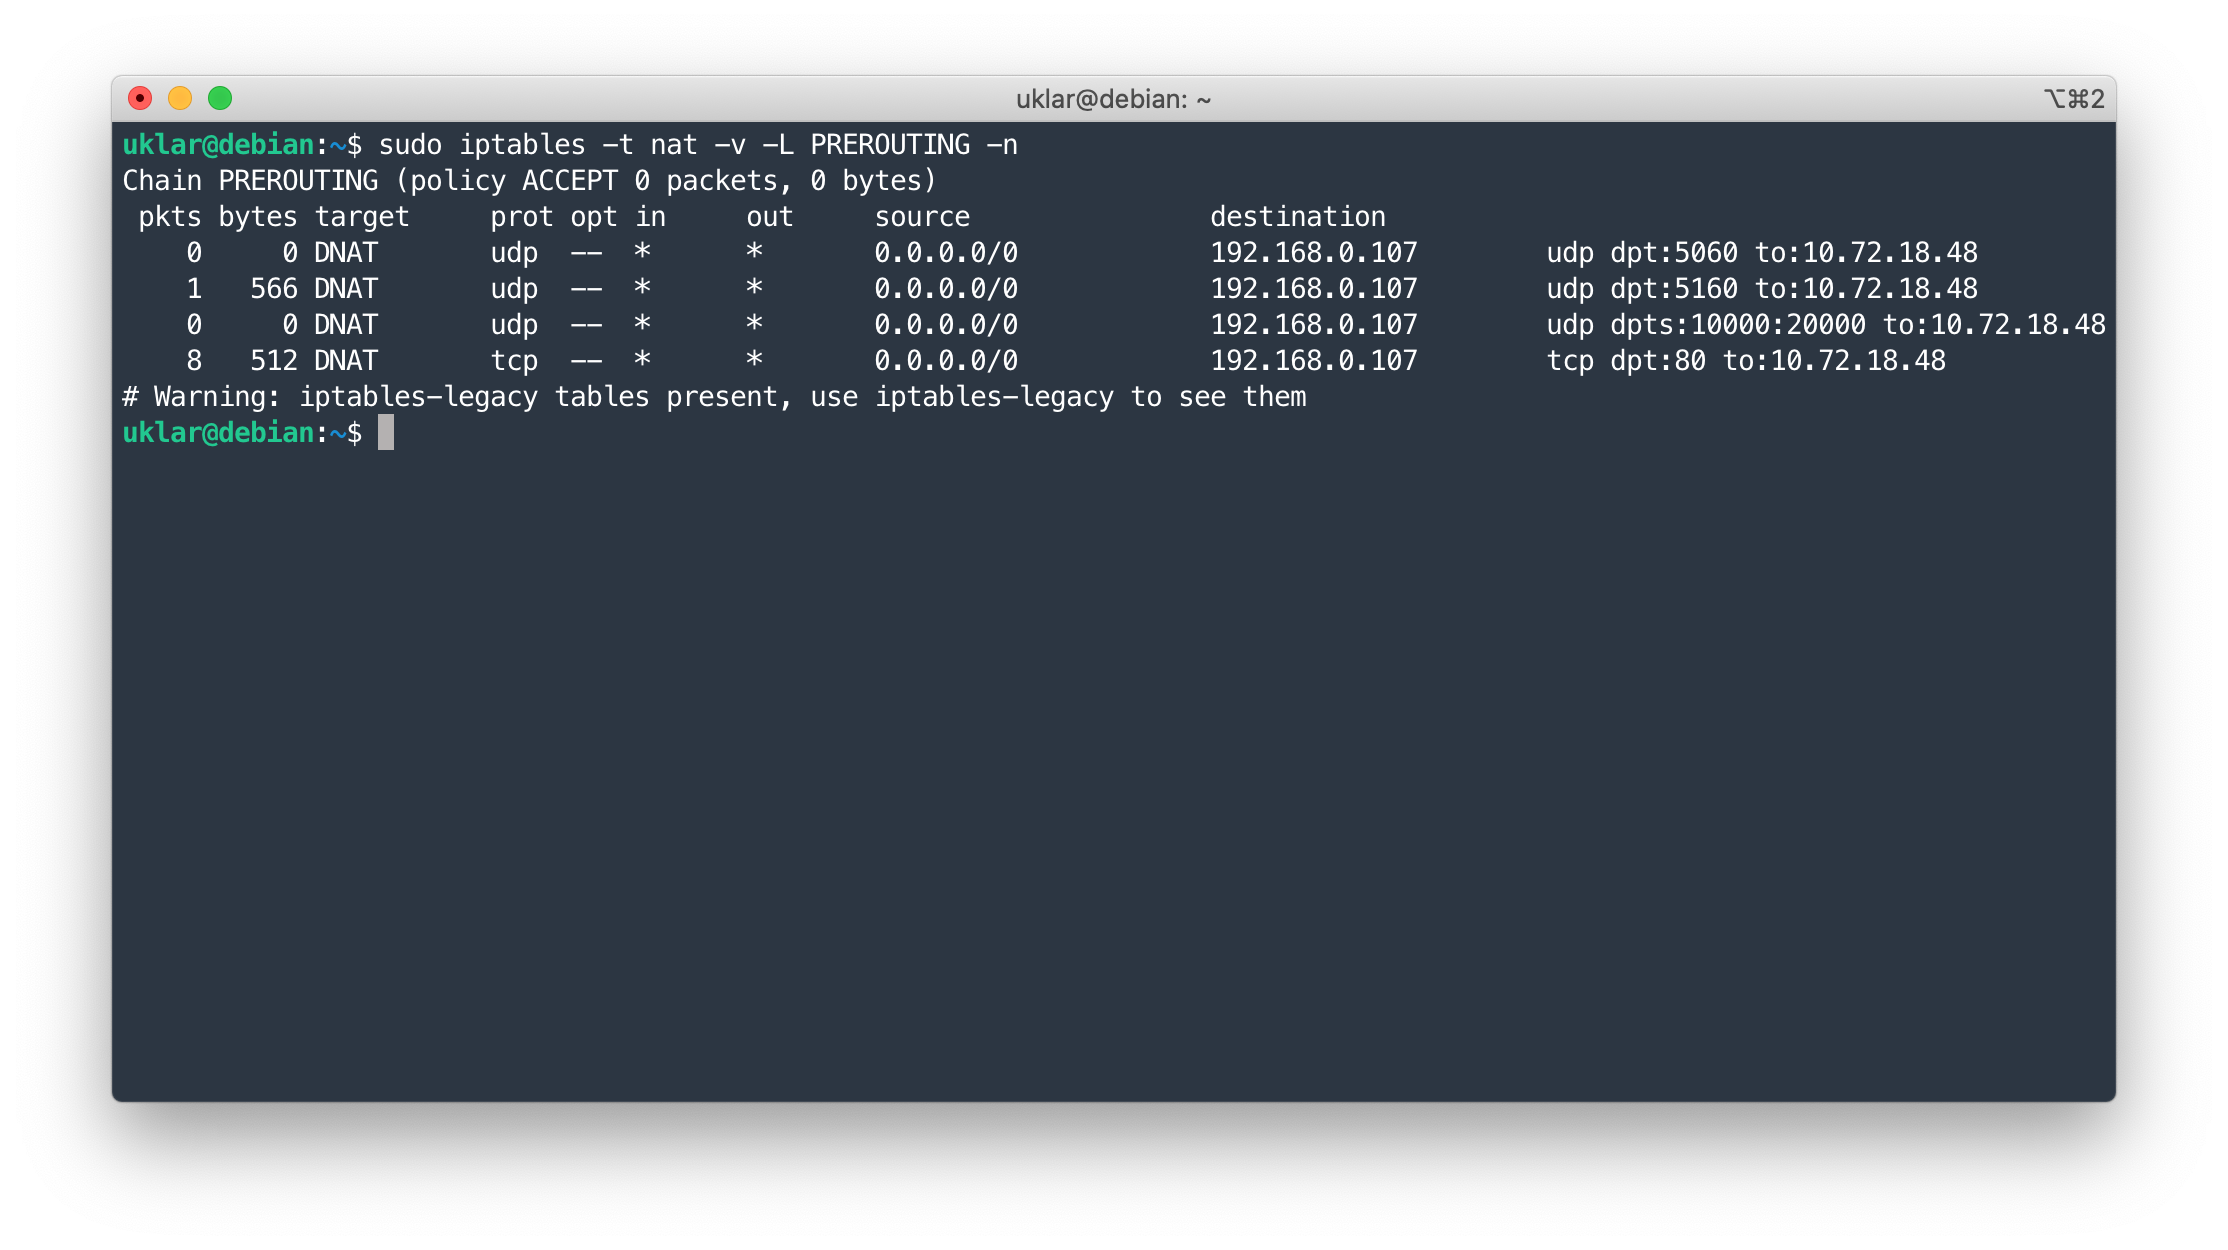 uklar@debian: ~
⌥⌘2
uklar@debian:~$ sudo iptables -t nat -v -L PREROUTING -n
Chain PREROUTING (policy ACCEPT 0 packets, 0 bytes)
 pkts bytes target     prot opt in     out     source               destination
    0     0 DNAT       udp  --  *      *       0.0.0.0/0            192.168.0.107        udp dpt:5060 to:10.72.18.48
    1   566 DNAT       udp  --  *      *       0.0.0.0/0            192.168.0.107        udp dpt:5160 to:10.72.18.48
    0     0 DNAT       udp  --  *      *       0.0.0.0/0            192.168.0.107        udp dpts:10000:20000 to:10.72.18.48
    8   512 DNAT       tcp  --  *      *       0.0.0.0/0            192.168.0.107        tcp dpt:80 to:10.72.18.48
# Warning: iptables-legacy tables present, use iptables-legacy to see them
uklar@debian:~$